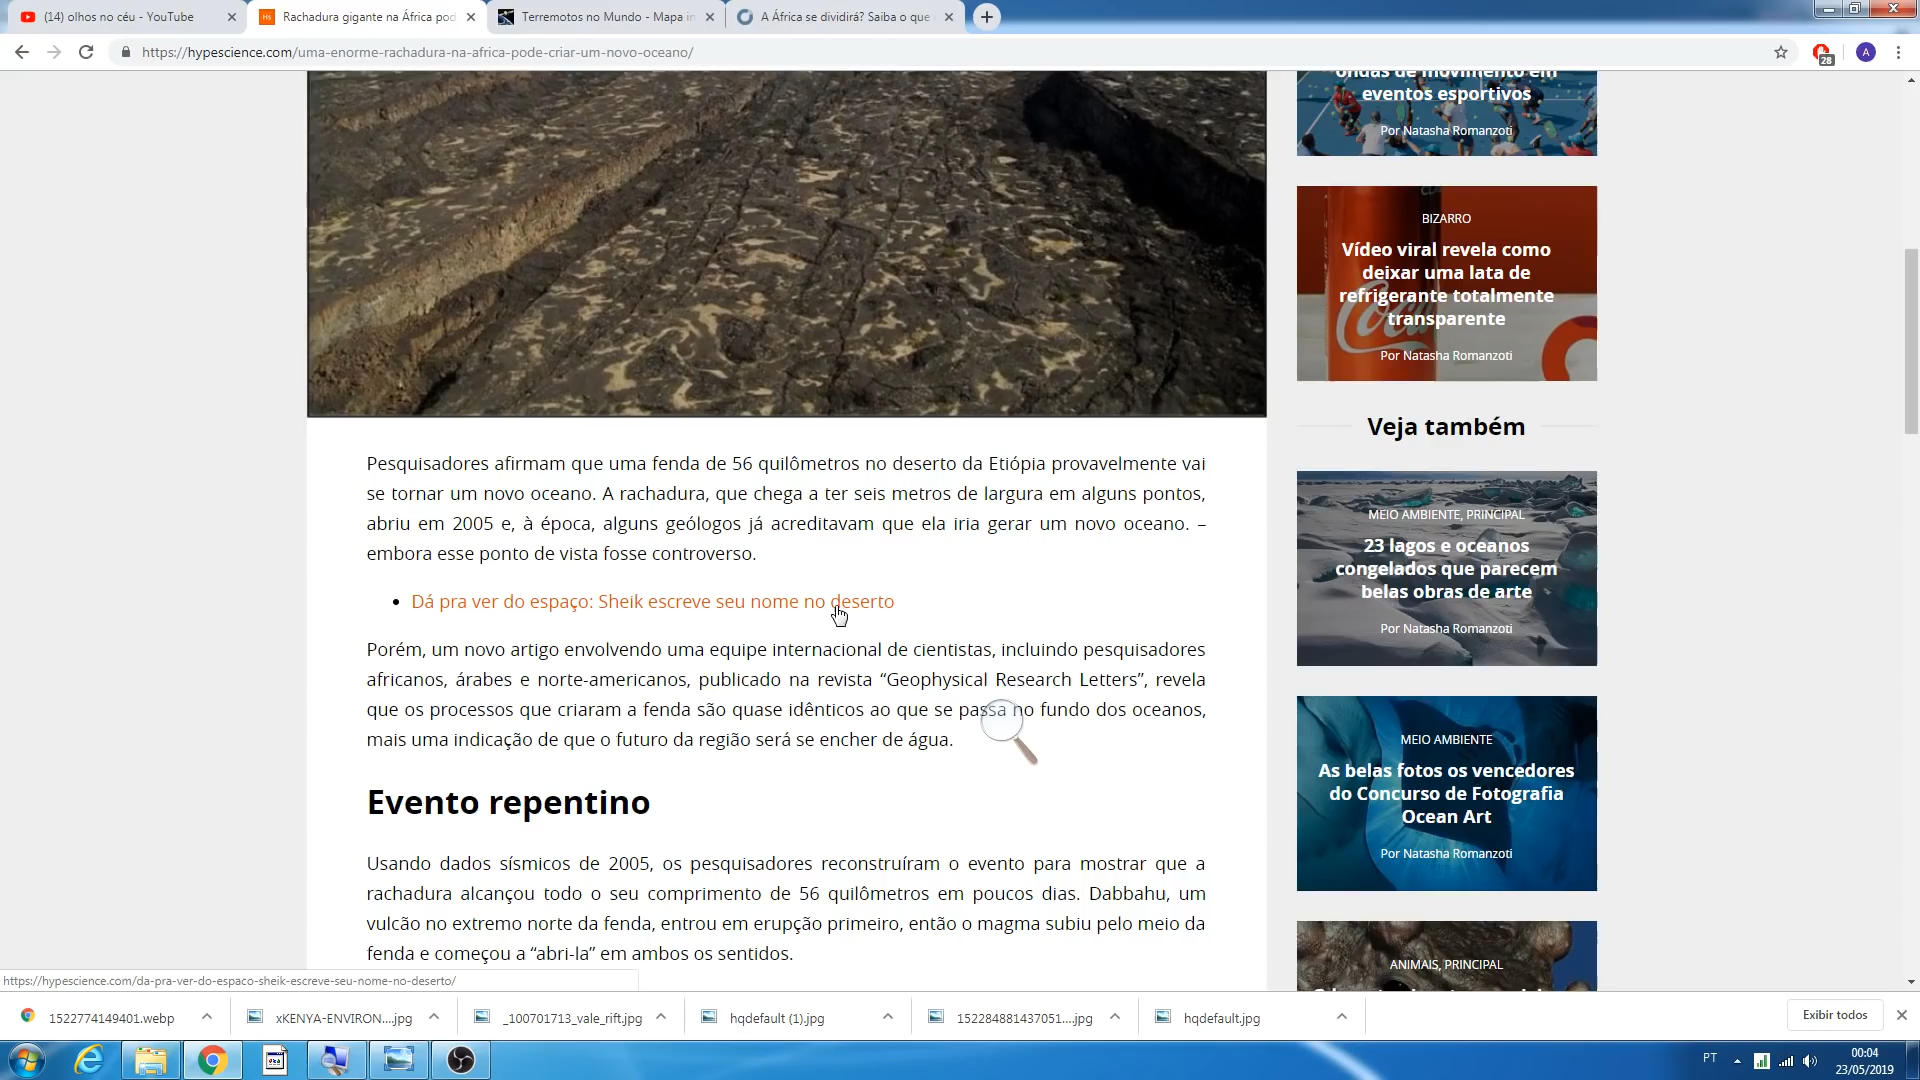 (14) olhos no céu - YouTube
Rachadura gigante na África pod
Terremotos no Mundo - Mapa in
A África se dividirá? Saiba o que
https://hypescience.com/uma-enorme-rachadura-na-africa-pode-criar-um-novo-oceano/
28
A
ondas de movimento em
eventos esportivos
Por Natasha Romanzoti
BIZARRO
Vídeo viral revela como
deixar uma lata de
refrigerante totalmente
transparente
Por Natasha Romanzoti
Veja também
MEIO AMBIENTE, PRINCIPAL
23 lagos e oceanos
congelados que parecem
belas obras de arte
Por Natasha Romanzoti
MEIO AMBIENTE
As belas fotos os vencedores
do Concurso de Fotografia
Ocean Art
Por Natasha Romanzoti
ANIMAIS, PRINCIPAL
Pesquisadores afirmam que uma fenda de 56 quilômetros no deserto da Etiópia provavelmente vai
se tornar um novo oceano. A rachadura, que chega a ter seis metros de largura em alguns pontos,
abriu em 2005 e, à época, alguns geólogos já acreditavam que ela iria gerar um novo oceano. –
embora esse ponto de vista fosse controverso.
Dá pra ver do espaço: Sheik escreve seu nome no deserto
Porém, um novo artigo envolvendo uma equipe internacional de cientistas, incluindo pesquisadores
africanos, árabes e norte-americanos, publicado na revista “Geophysical Research Letters”, revela
que os processos que criaram a fenda são quase idênticos ao que se passa no fundo dos oceanos,
mais uma indicação de que o futuro da região será se encher de água.
Evento repentino
Usando dados sísmicos de 2005, os pesquisadores reconstruíram o evento para mostrar que a
rachadura alcançou todo o seu comprimento de 56 quilômetros em poucos dias. Dabbahu, um
vulcão no extremo norte da fenda, entrou em erupção primeiro, então o magma subiu pelo meio da
fenda e começou a “abri-la” em ambos os sentidos.
https://hypescience.com/da-pra-ver-do-espaco-sheik-escreve-seu-nome-no-deserto/
1522774149401.webp
xKENYA-ENVIRON....jpg
_100701713_vale_rift.jpg
hqdefault (1).jpg
152284881437051....jpg
hqdefault.jpg
Exibir todos
PT
00:04
23/05/2019